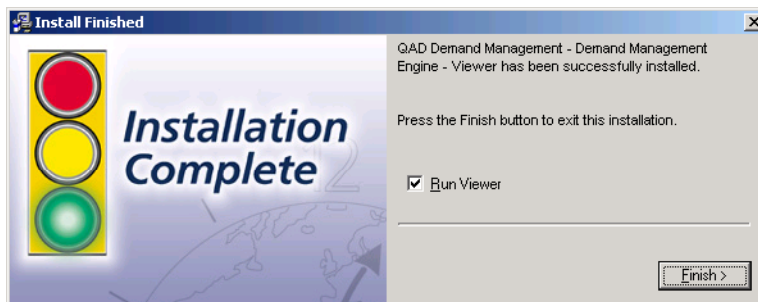 Install Finished
Installation
Complete
12
QAD Demand Management - Demand Management
Engine - Viewer has been successfully installed.
Press the Finish button to exit this installation.
Run Viewer
Finish >